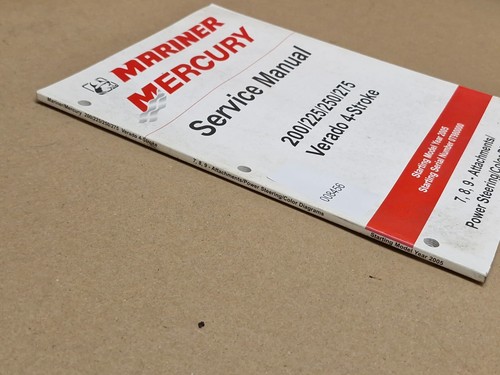 MARINER
MERCURY
Service Manual
200/225/250/275
Verado 4-Stroke
008456
Starting Model Year 2005
Starting Serial Number
7, 8, 9 - Attachments/
Power Steering/Color
Mariner/Mercury 200/225/250/275 Verado 4-Stroke
7, 8, 9 - Attachments/Power Steering/Color Diagrams
Starting Model Year 2005